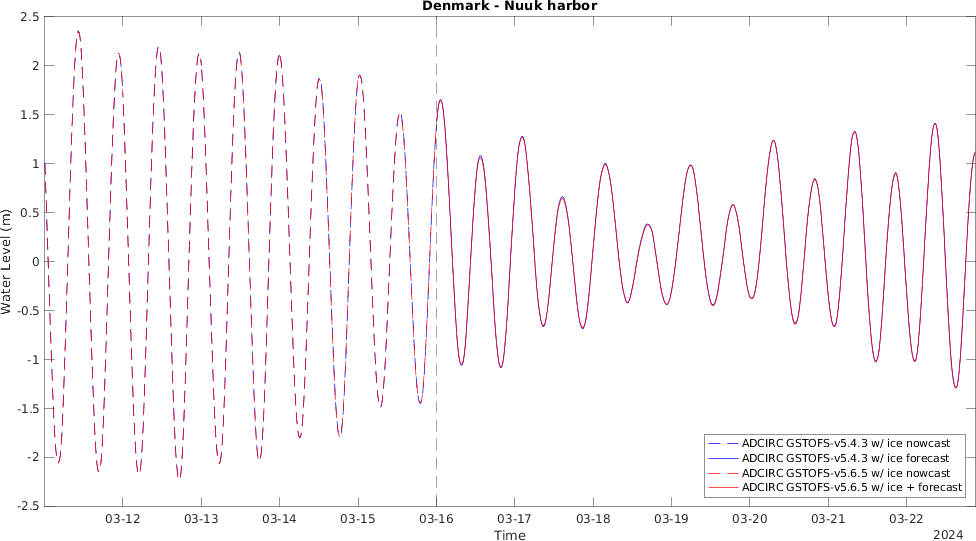 Denmark - Nuuk harbor
2.5
2
1.5
1
0.5
0
-0.5
-1
-1.5
-2
-2.5
Water Level (m)
ADCIRC GSTOFS-v5.4.3 w/ ice nowcast
ADCIRC GSTOFS-v5.4.3 w/ ice forecast
ADCIRC GSTOFS-v5.6.5 w/ ice nowcast
ADCIRC GSTOFS-v5.6.5 w/ ice + forecast
03-12 03-13 03-14 03-15 03-16 03-17 03-18 03-19 03-20 03-21 03-22
Time
2024